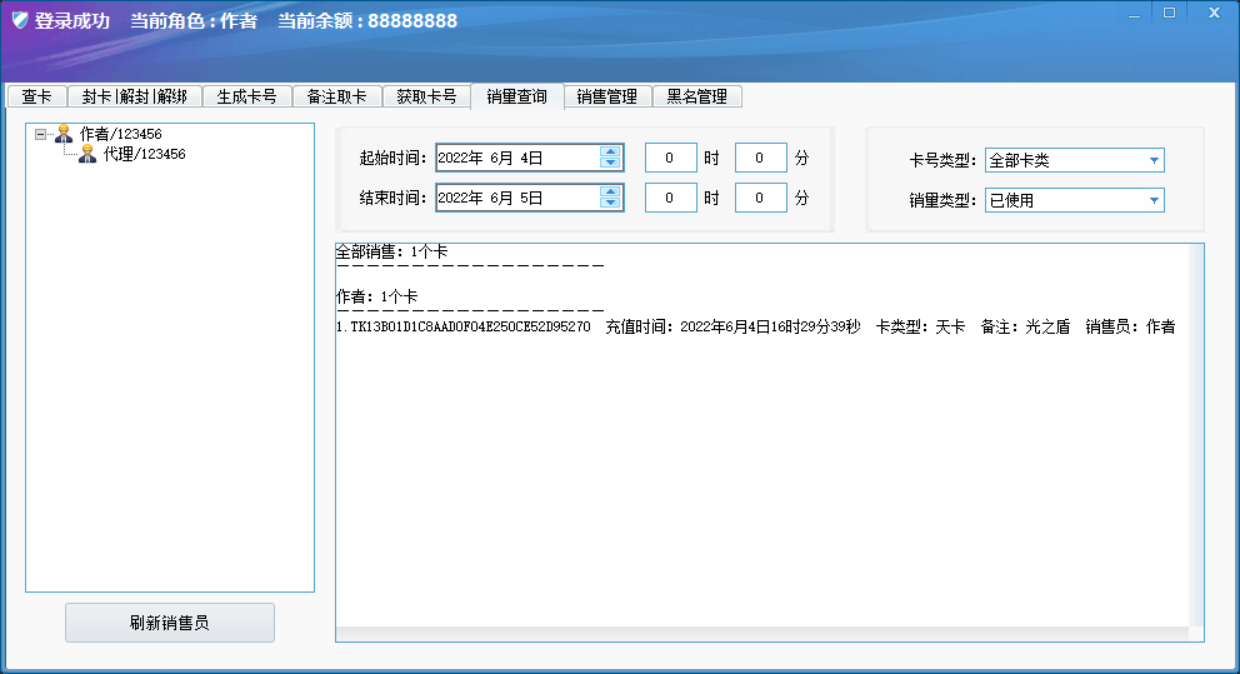 登录成功 当前角色:作者 当前余额:88888888
查卡 封卡|解封|解绑 生成卡号 备注取卡 获取卡号 销量查询 销售管理 黑名管理
作者/123456
代理/123456
起始时间: 2022年 6月 4日 0 时 0 分
结束时间: 2022年 6月 5日 0 时 0 分
卡号类型: 全部卡类
销量类型: 已使用
全部销售: 1个卡
------------------
作者: 1个卡
------------------
1.TK13B01D1C8AAD0F04E250CE52D95270 充值时间: 2022年6月4日16时29分39秒 卡类型: 天卡 备注: 光之盾 销售员: 作者
刷新销售员